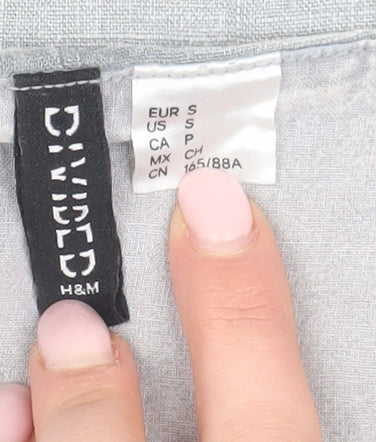 DIVIDED
H&M
EUR S
US S
CA P
MX CH
CN 165/88A